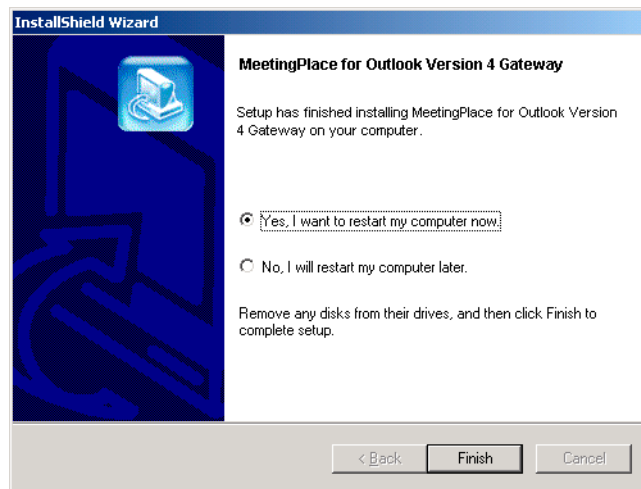 InstallShield Wizard
MeetingPlace for Outlook Version 4 Gateway
Setup has finished installing MeetingPlace for Outlook Version
4 Gateway on your computer.
Yes, I want to restart my computer now.
No, I will restart my computer later.
Remove any disks from their drives, and then click Finish to
complete setup.
< Back Finish Cancel